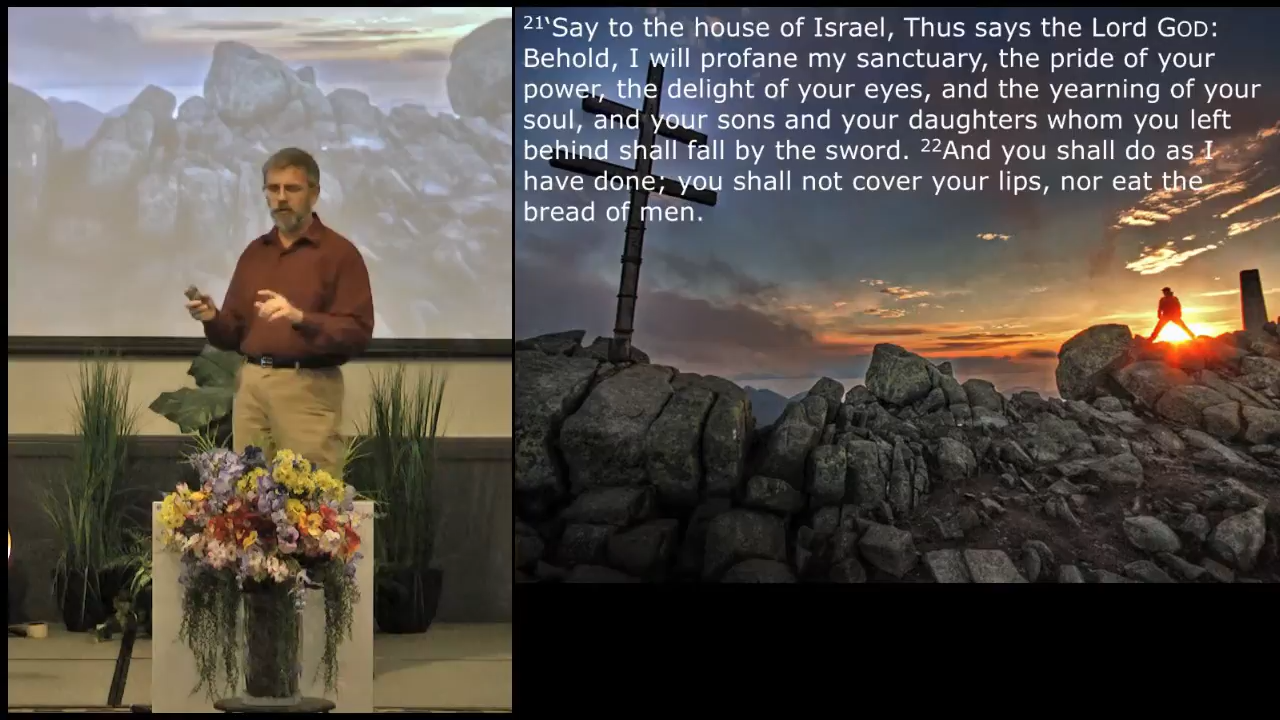 21‘Say to the house of Israel, Thus says the Lord GOD:
Behold, I will profane my sanctuary, the pride of your
power, the delight of your eyes, and the yearning of your
soul, and your sons and your daughters whom you left
behind shall fall by the sword. 22And you shall do as I
have done; you shall not cover your lips, nor eat the
bread of men.